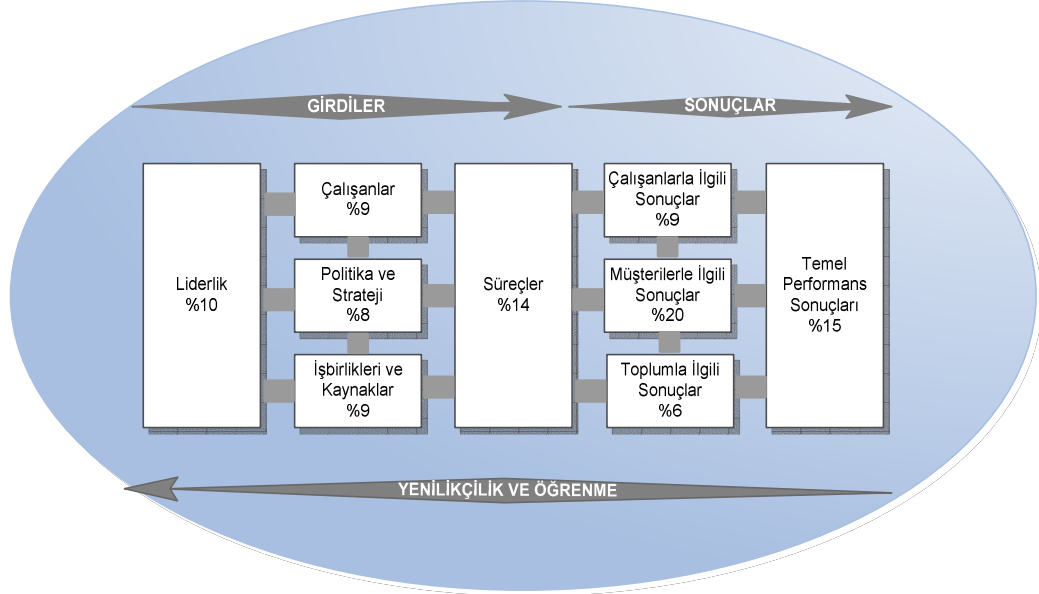 GİRDİLER
SONUÇLAR
Liderlik
%10
Çalışanlar
%9
Politika ve
Strateji
%8
İşbirlikleri ve
Kaynaklar
%9
Süreçler
%14
Çalışanlarla İlgili
Sonuçlar
%9
Müşterilerle İlgili
Sonuçlar
%20
Toplumla İlgili
Sonuçlar
%6
Temel
Performans
Sonuçları
%15
YENİLİKÇİLİK VE ÖĞRENME